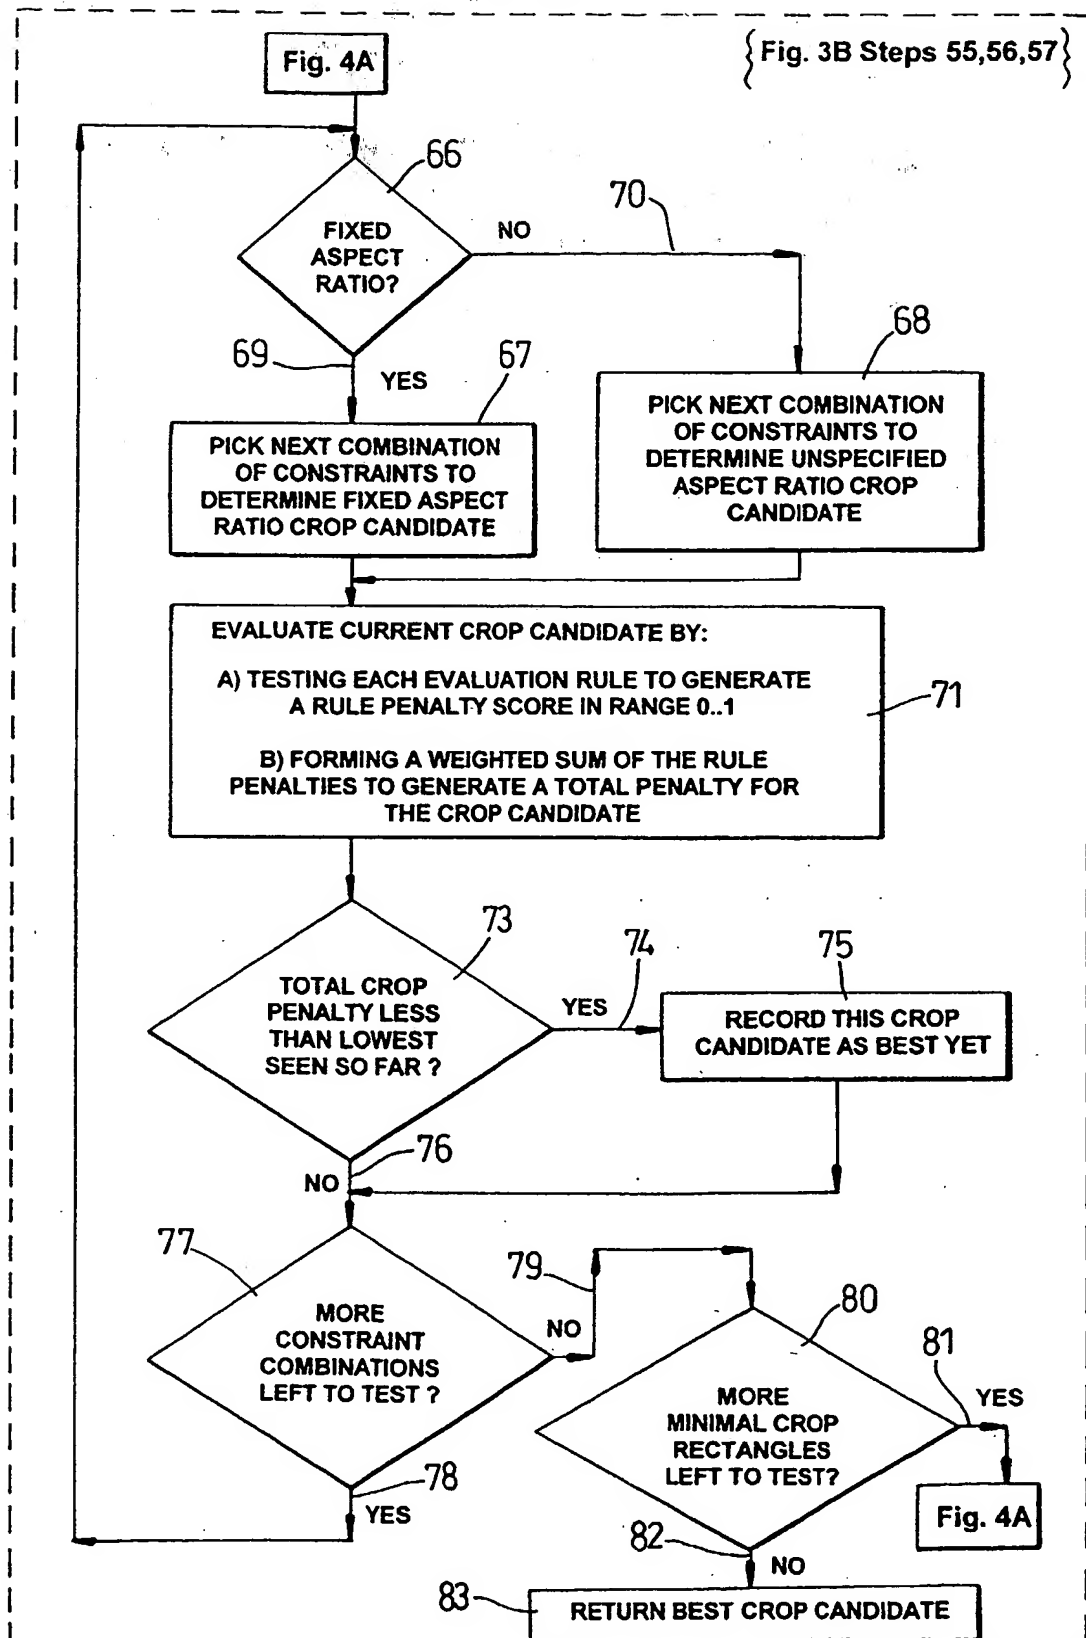 Fig. 4A
{Fig. 3B Steps 55,56,57}
66
FIXED
ASPECT
RATIO?
NO
70
69
YES
67
68
PICK NEXT COMBINATION
OF CONSTRAINTS TO
DETERMINE FIXED ASPECT
RATIO CROP CANDIDATE
PICK NEXT COMBINATION
OF CONSTRAINTS TO
DETERMINE UNSPECIFIED
ASPECT RATIO CROP
CANDIDATE
EVALUATE CURRENT CROP CANDIDATE BY:
A) TESTING EACH EVALUATION RULE TO GENERATE
A RULE PENALTY SCORE IN RANGE 0..1
B) FORMING A WEIGHTED SUM OF THE RULE
PENALTIES TO GENERATE A TOTAL PENALTY FOR
THE CROP CANDIDATE
71
73
TOTAL CROP
PENALTY LESS
THAN LOWEST
SEEN SO FAR ?
YES
74
75
RECORD THIS CROP
CANDIDATE AS BEST YET
76
NO
77
MORE
CONSTRAINT
COMBINATIONS
LEFT TO TEST ?
NO
79
78
YES
80
MORE
MINIMAL CROP
RECTANGLES
LEFT TO TEST?
81
YES
Fig. 4A
82
NO
83
RETURN BEST CROP CANDIDATE